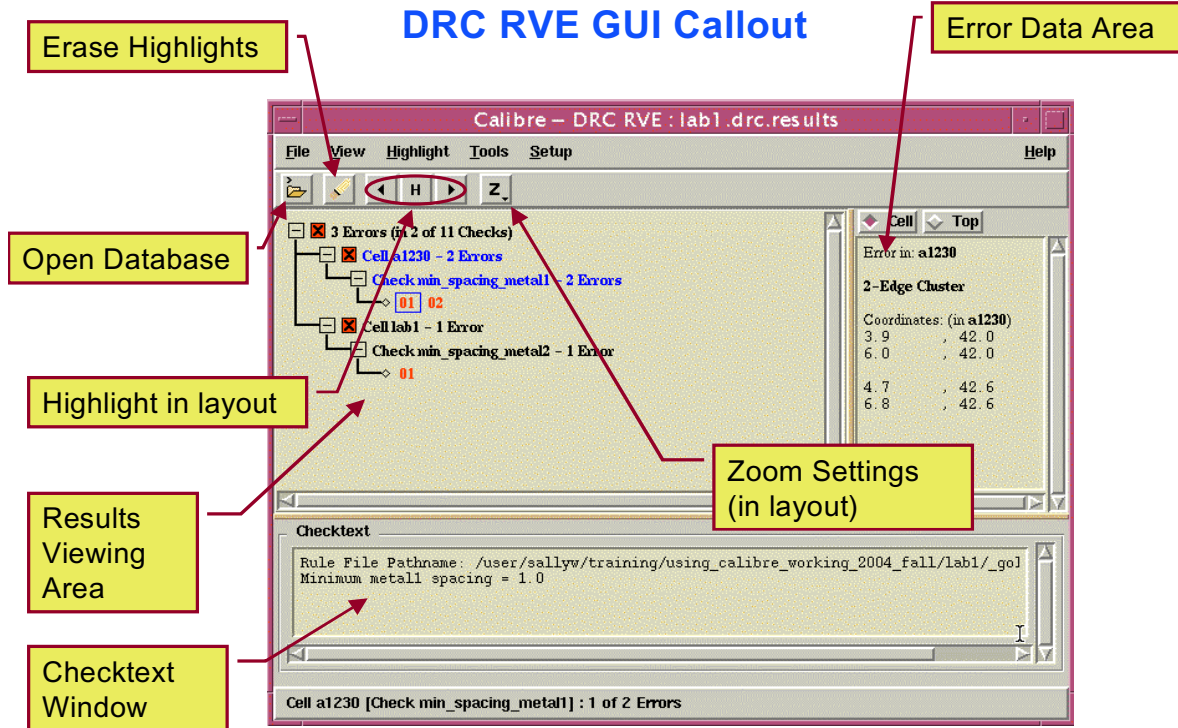 DRC RVE GUI Callout
Erase Highlights
Error Data Area
Calibre – DRC RVE : lab1.drc.results
File View Highlight Tools Setup Help
H Z
Open Database
3 Errors (in 2 of 11 Checks)
Cell a1230 – 2 Errors
Check min_spacing_metal1 – 2 Errors
01 02
Cell lab1 – 1 Error
Check min_spacing_metal2 – 1 Error
01
Cell Top
Error in: a1230
2-Edge Cluster
Coordinates: (in a1230)
3.9 , 42.0
6.0 , 42.0
4.7 , 42.6
6.8 , 42.6
Highlight in layout
Zoom Settings
(in layout)
Results
Viewing
Area
Checktext
Rule File Pathname: /user/sallyw/training/using_calibre_working_2004_fall/lab1/_gol
Minimum metal1 spacing = 1.0
Checktext
Window
Cell a1230 [Check min_spacing_metal1] : 1 of 2 Errors